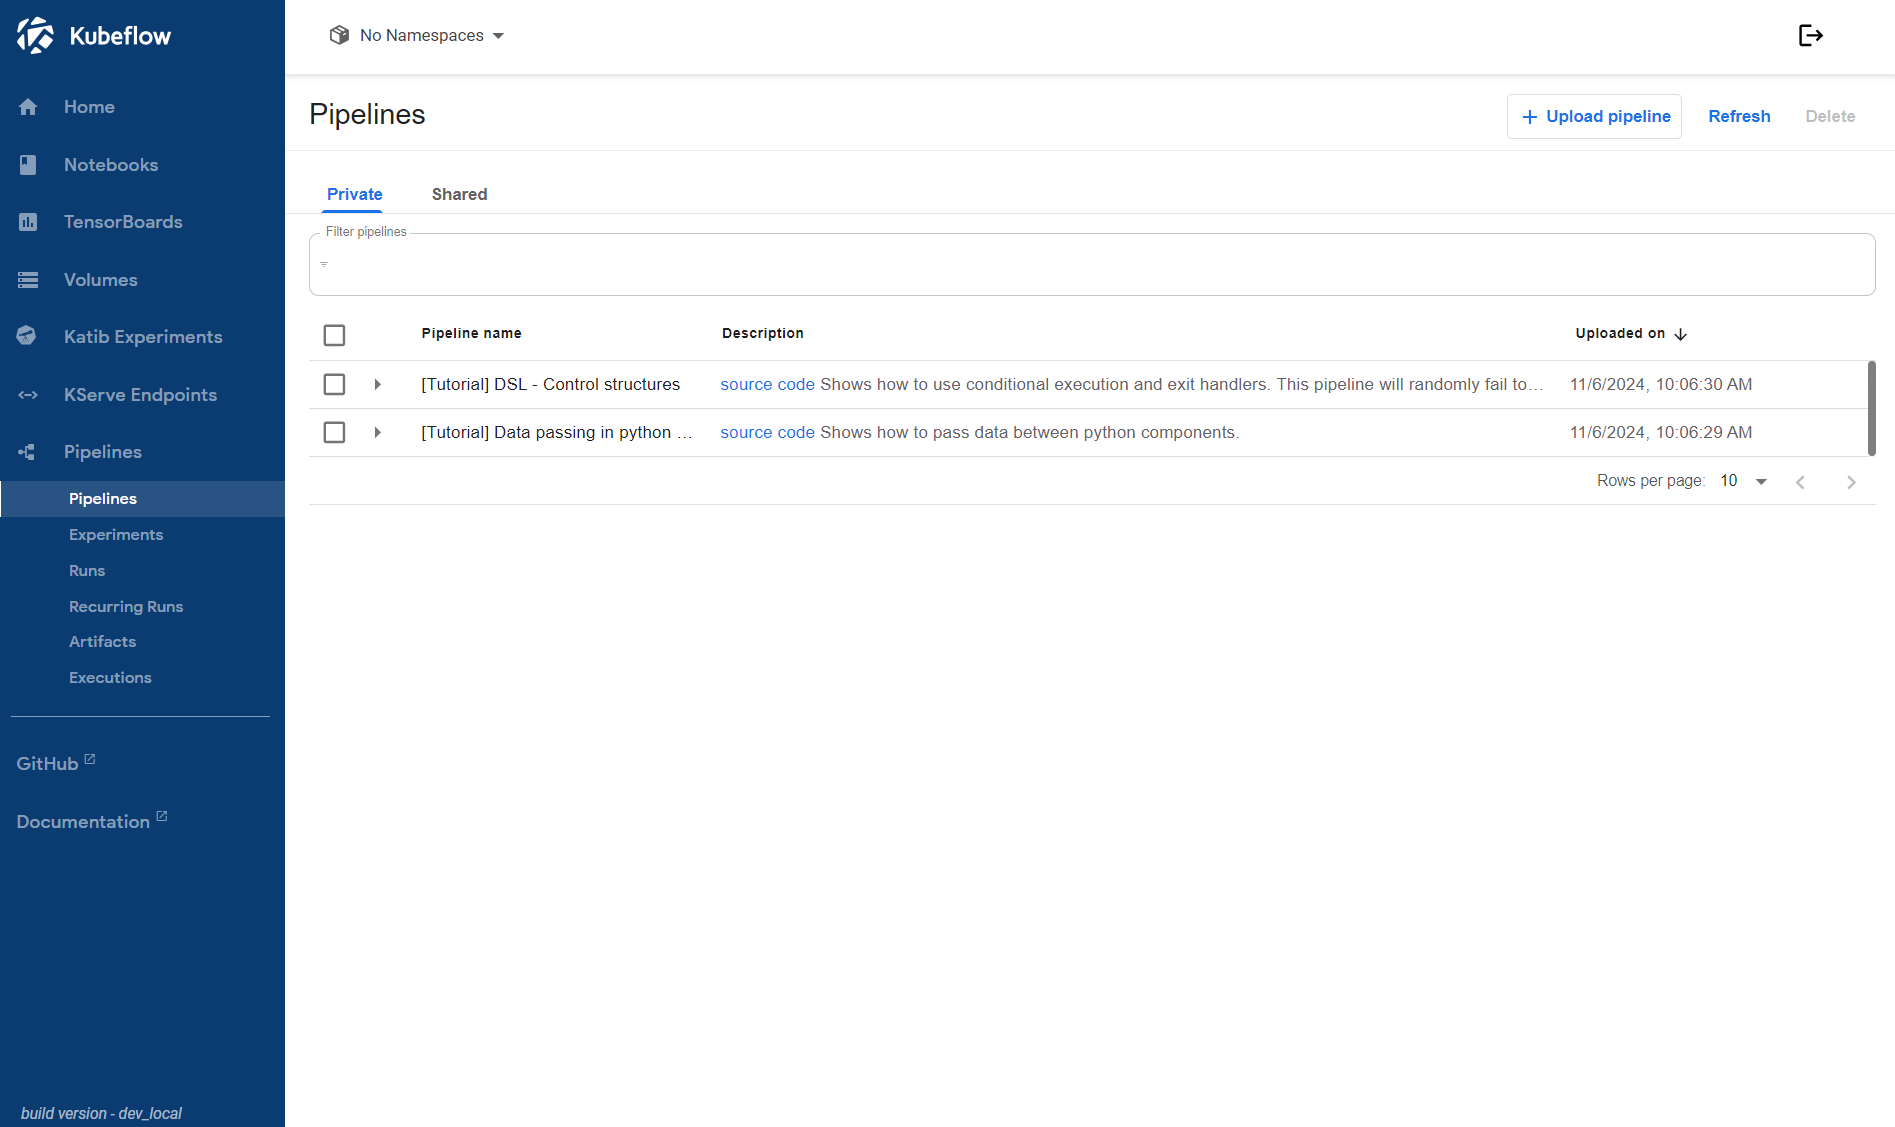 Kubeflow
No Namespaces
Home
Notebooks
TensorBoards
Volumes
Katib Experiments
KServe Endpoints
Pipelines
Pipelines
Experiments
Runs
Recurring Runs
Artifacts
Executions
GitHub
Documentation
build version - dev_local
Pipelines
+ Upload pipeline
Refresh
Delete
Private
Shared
Filter pipelines
Pipeline name Description Uploaded on
[Tutorial] DSL - Control structures source code Shows how to use conditional execution and exit handlers. This pipeline will randomly fail to… 11/6/2024, 10:06:30 AM
[Tutorial] Data passing in python … source code Shows how to pass data between python components. 11/6/2024, 10:06:29 AM
Rows per page: 10